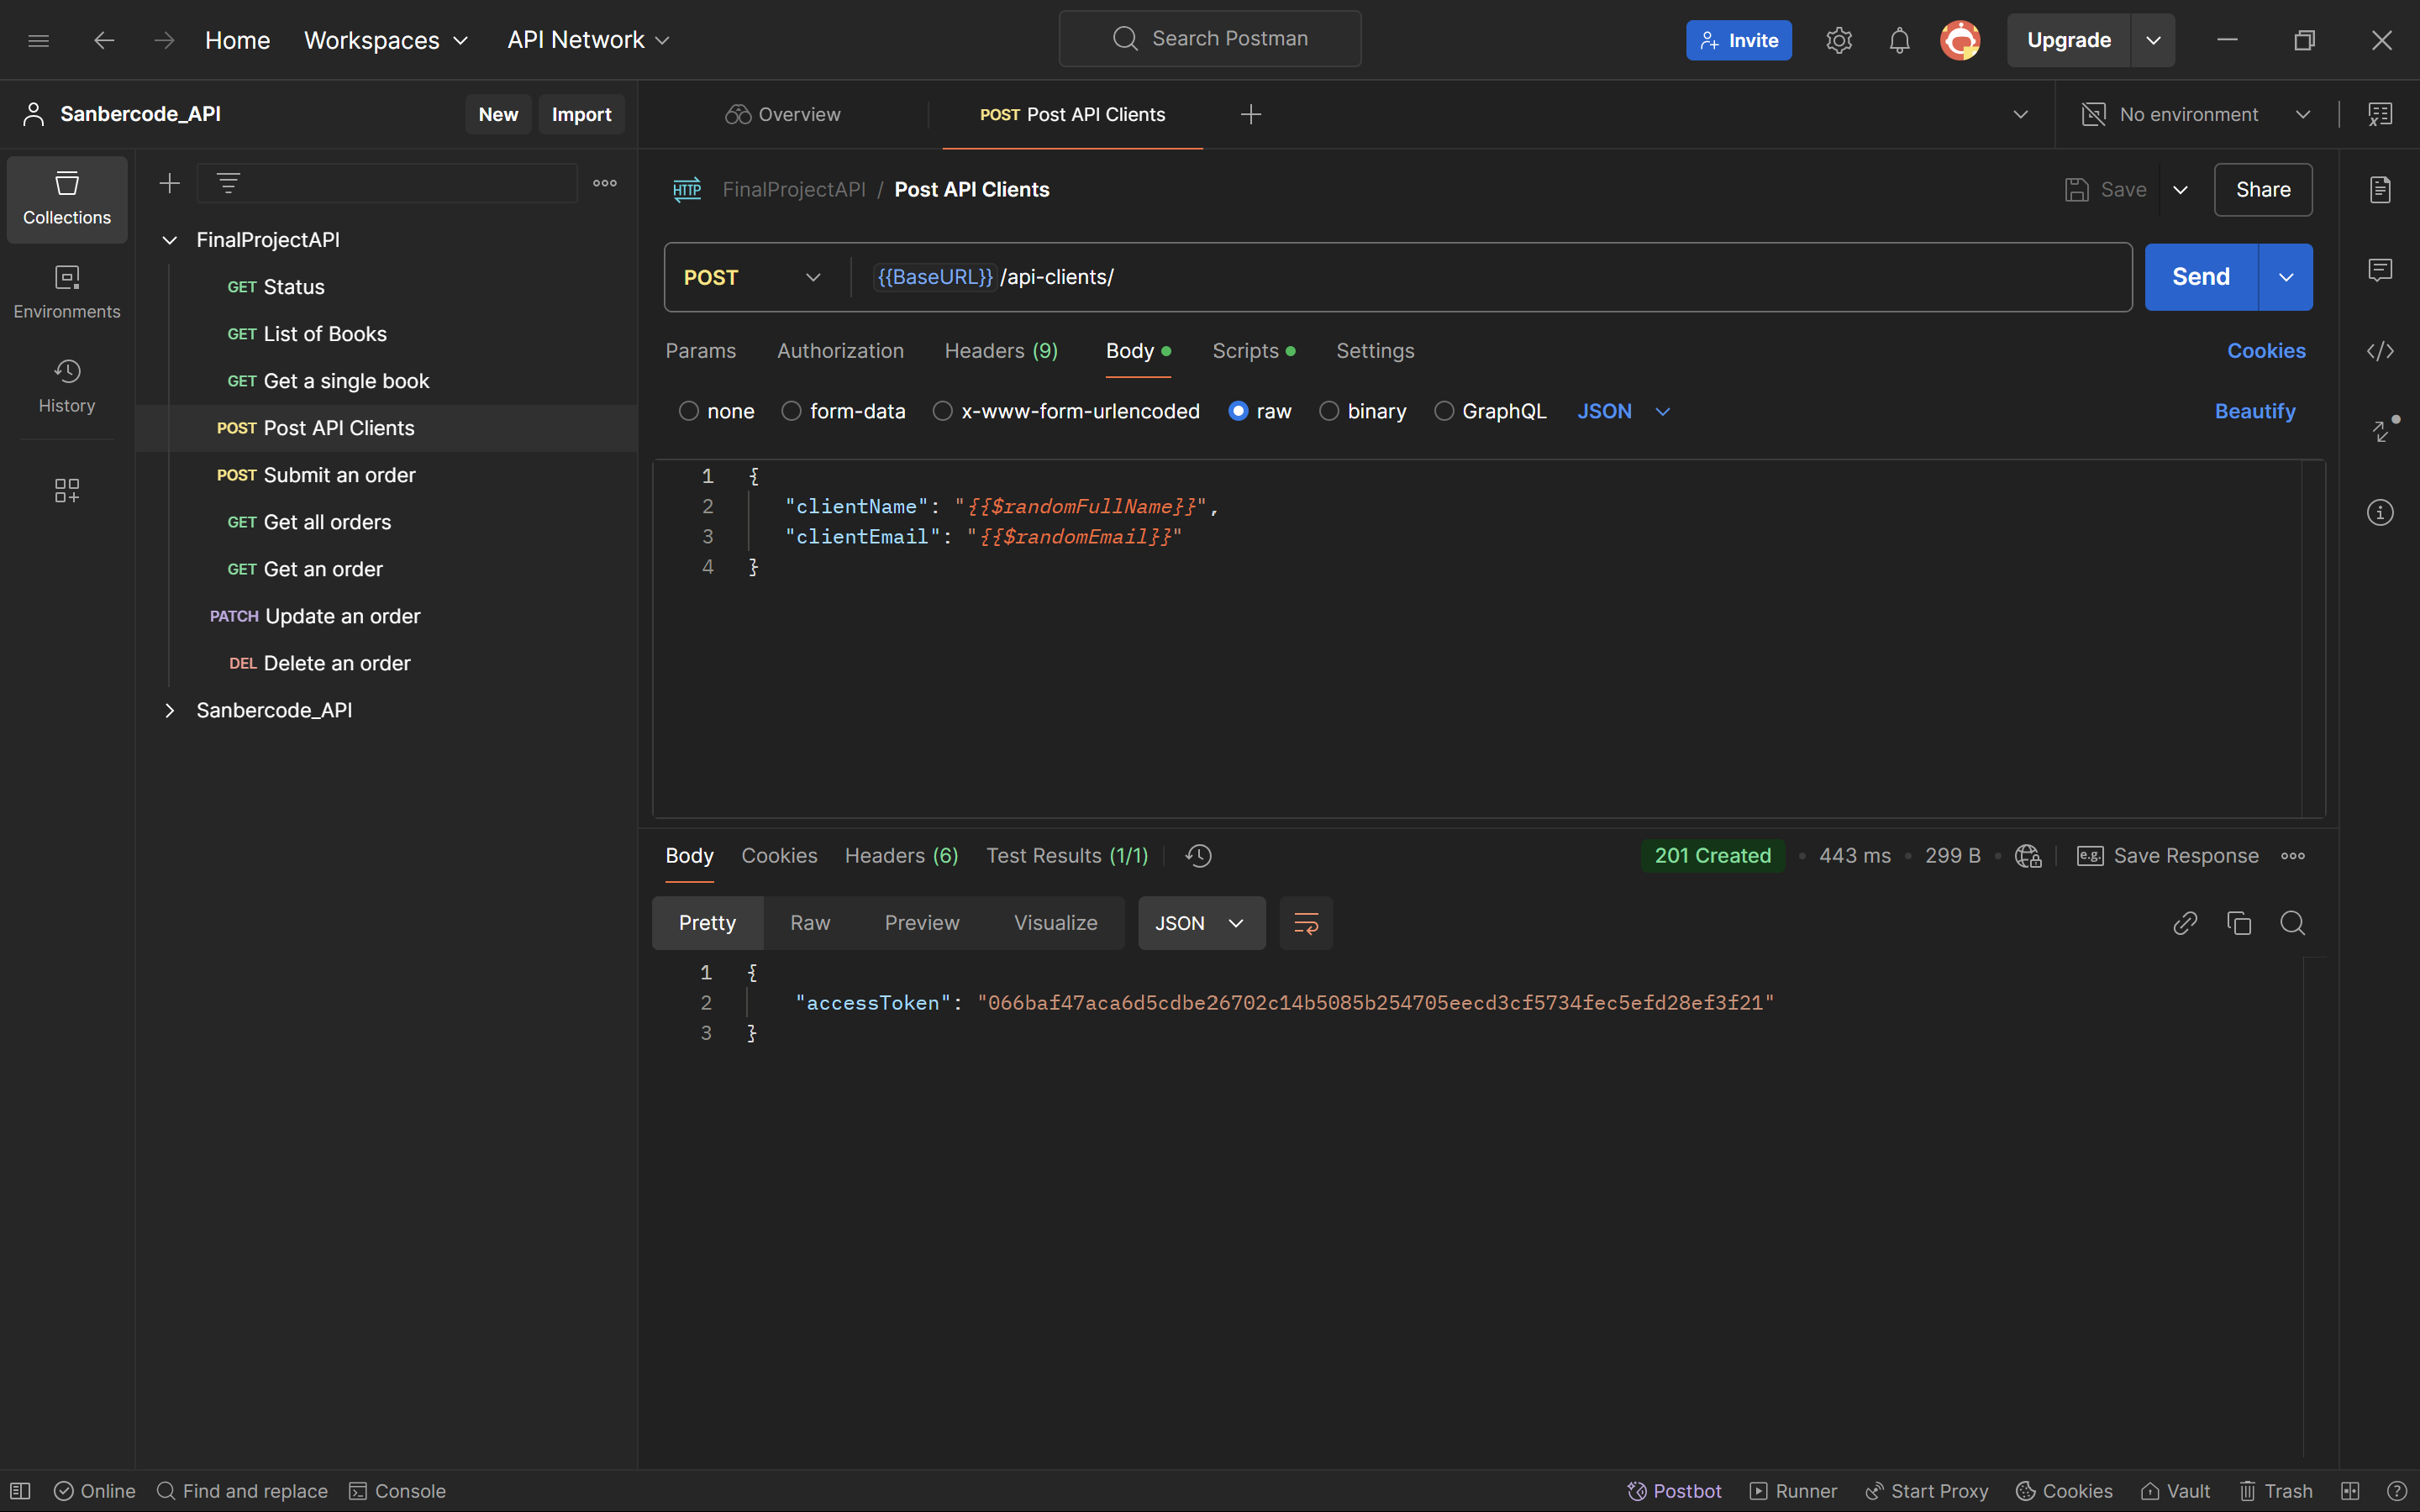 Home Workspaces API Network Search Postman Invite Upgrade
Sanbercode_API New Import Overview POST Post API Clients No environment
Collections
Environments
History
FinalProjectAPI
GET Status
GET List of Books
GET Get a single book
POST Post API Clients
POST Submit an order
GET Get all orders
GET Get an order
PATCH Update an order
DEL Delete an order
Sanbercode_API
HTTP FinalProjectAPI / Post API Clients Save Share
POST {{BaseURL}} /api-clients/ Send
Params Authorization Headers (9) Body Scripts Settings Cookies
none form-data x-www-form-urlencoded raw binary GraphQL JSON Beautify
1 {
2 "clientName": "{{$randomFullName}}",
3 "clientEmail": "{{$randomEmail}}"
4 }
Body Cookies Headers (6) Test Results (1/1) 201 Created 443 ms 299 B e.g. Save Response
Pretty Raw Preview Visualize JSON
1 {
2 "accessToken": "066baf47aca6d5cdbe26702c14b5085b254705eecd3cf5734fec5efd28ef3f21"
3 }
Online Find and replace Console Postbot Runner Start Proxy Cookies Vault Trash